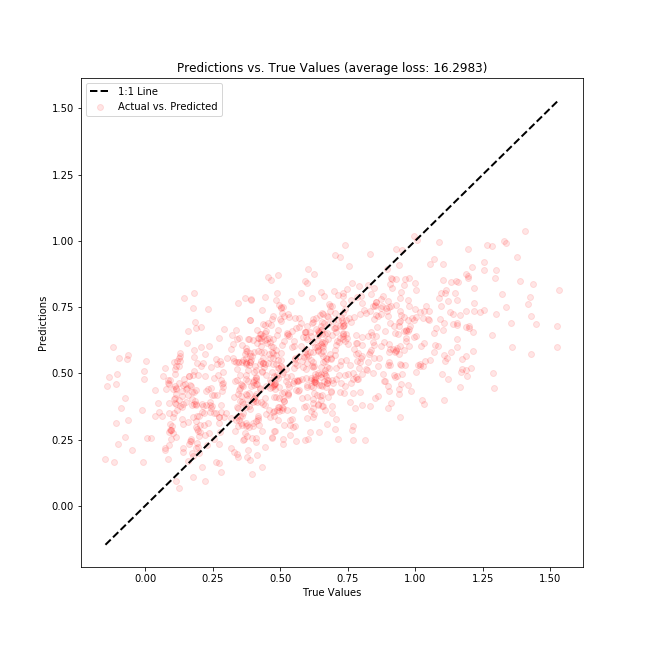 Predictions vs. True Values (average loss: 16.2983)
1:1 Line
Actual vs. Predicted
1.50
1.25
1.00
0.75
0.50
0.25
0.00
Predictions
0.00 0.25 0.50 0.75 1.00 1.25 1.50
True Values